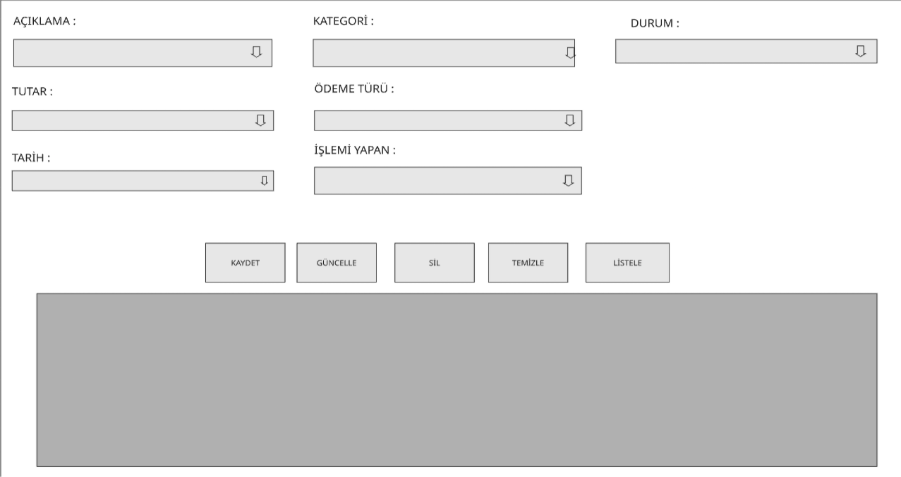 AÇIKLAMA :
KATEGORİ :
DURUM :
TUTAR :
ÖDEME TÜRÜ :
TARİH :
İŞLEMİ YAPAN :
KAYDET
GÜNCELLE
SİL
TEMİZLE
LİSTELE